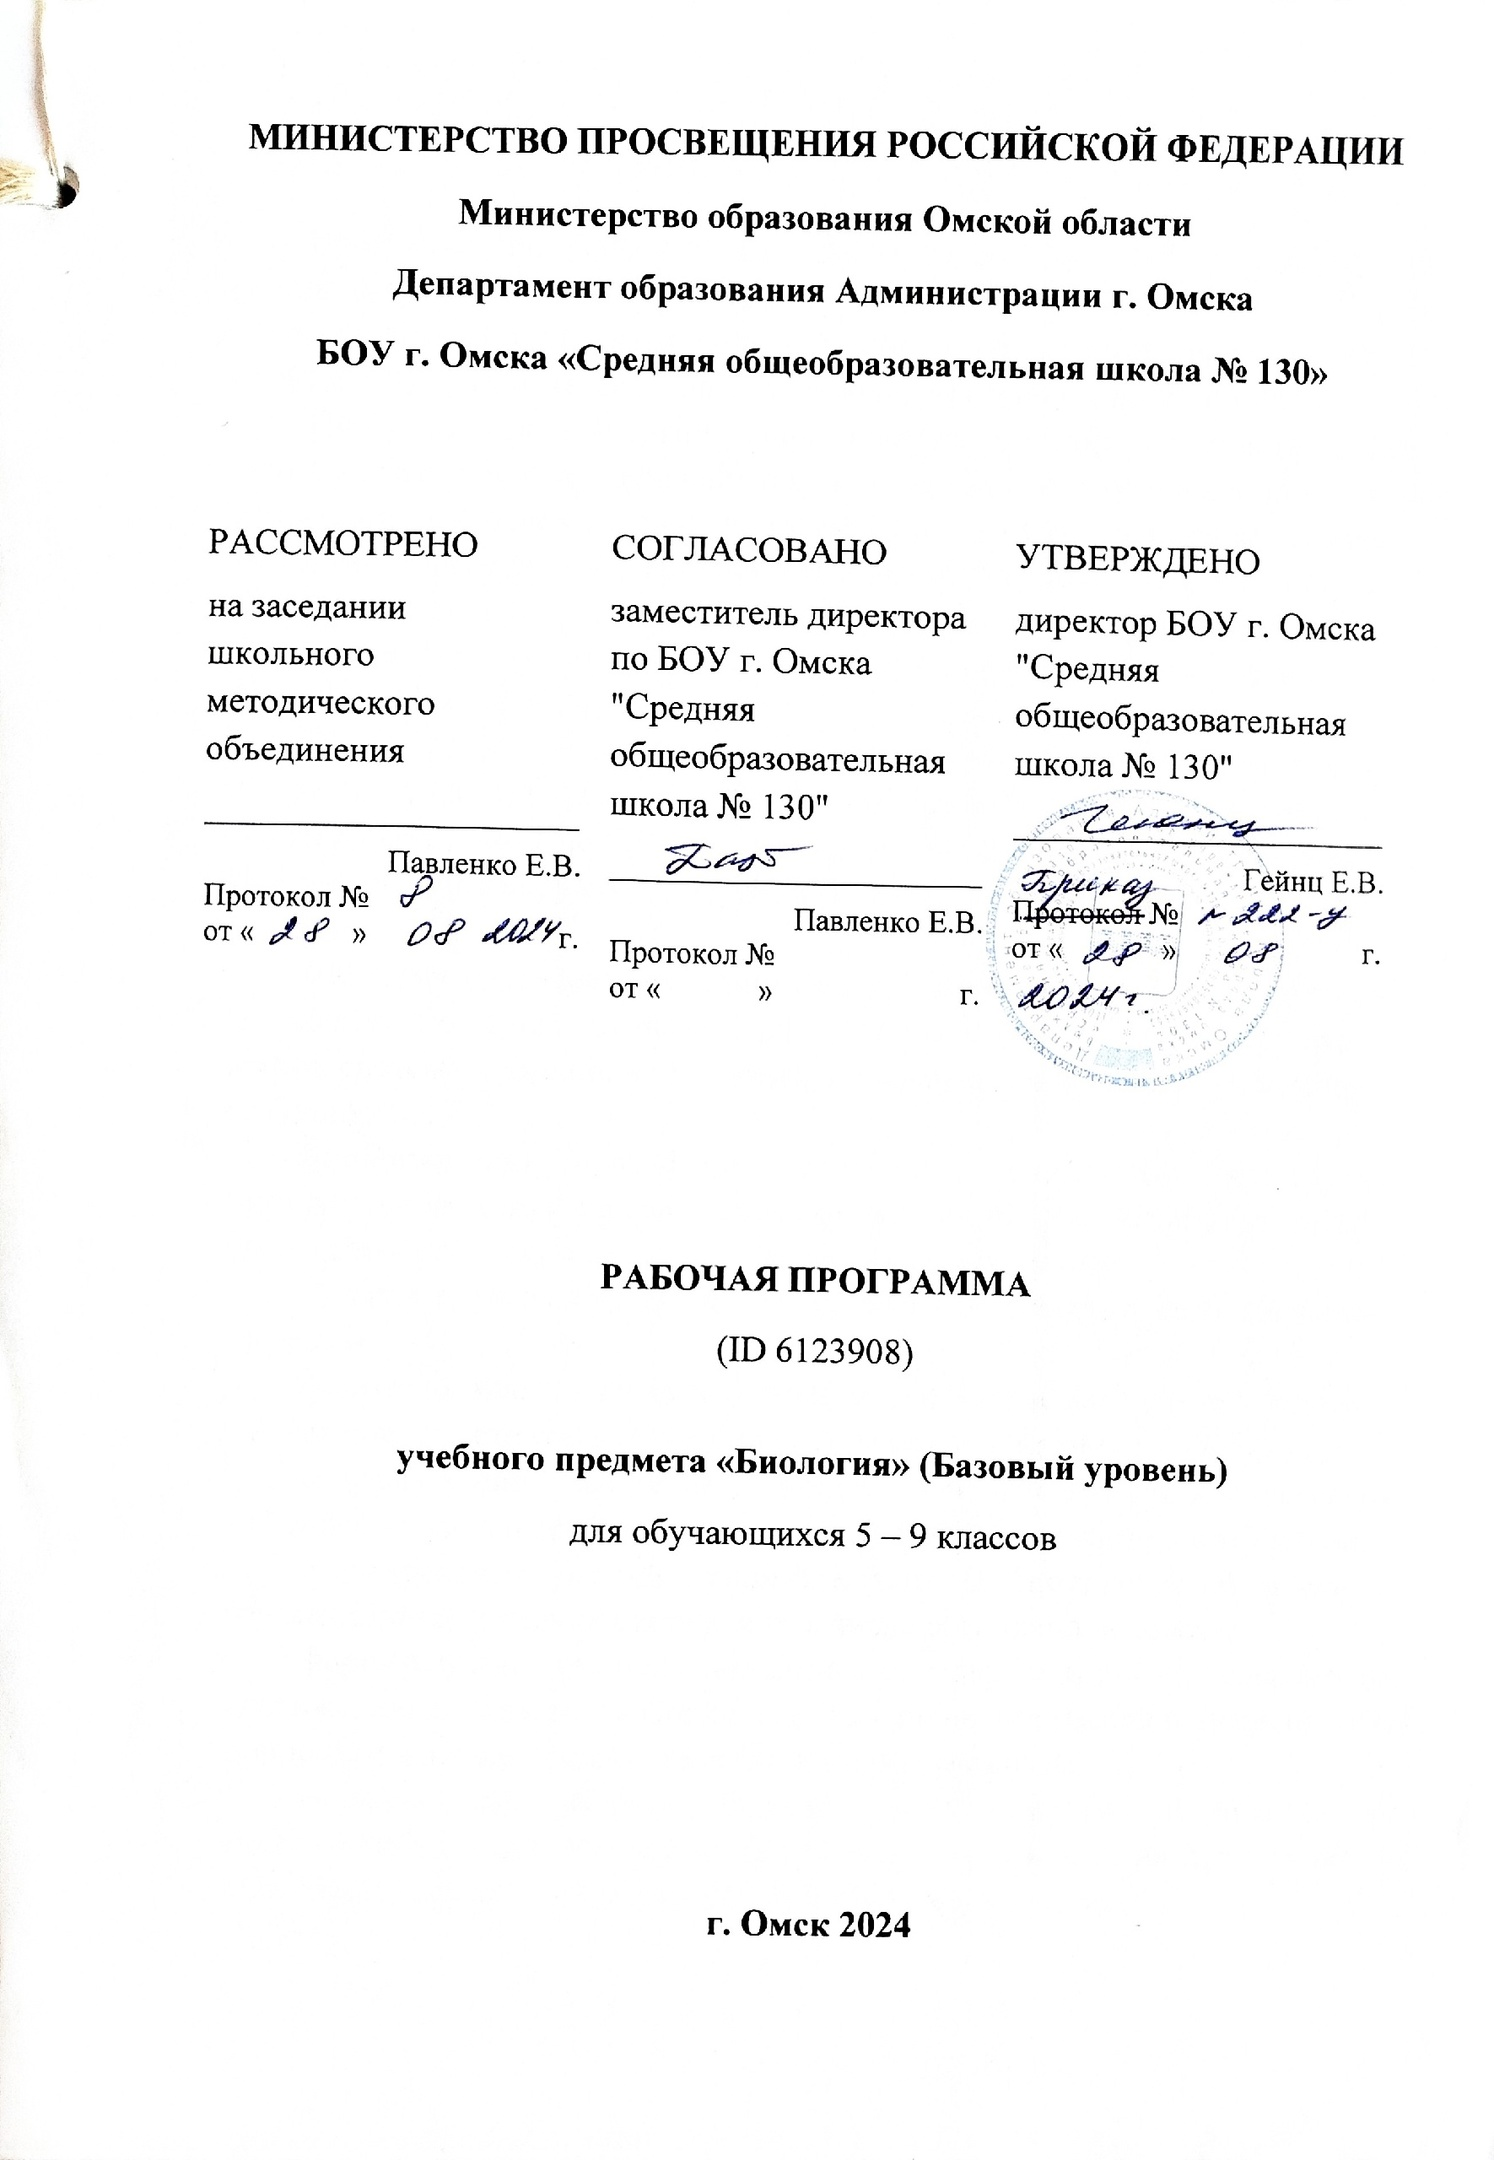 МИНИСТЕРСТВО ПРОСВЕЩЕНИЯ РОССИЙСКОЙ ФЕДЕРАЦИИ
Министерство образования Омской области
Департамент образования Администрации г. Омска
БОУ г. Омска «Средняя общеобразовательная школа № 130»
РАССМОТРЕНО
на заседании
школьного
методического
объединения
Павленко Е.В.
Протокол № 8
от « 28 » 08 2024 г.
СОГЛАСОВАНО
заместитель директора
по БОУ г. Омска
"Средняя
общеобразовательная
школа № 130"
Павленко Е.В.
Протокол №
от « » г.
УТВЕРЖДЕНО
директор БОУ г. Омска
"Средняя
общеобразовательная
школа № 130"
Приказ Гейнц Е.В.
Протокол № 222-у
от « 28 » 08 г.
2024 г.
РАБОЧАЯ ПРОГРАММА
(ID 6123908)
учебного предмета «Биология» (Базовый уровень)
для обучающихся 5 – 9 классов
г. Омск 2024